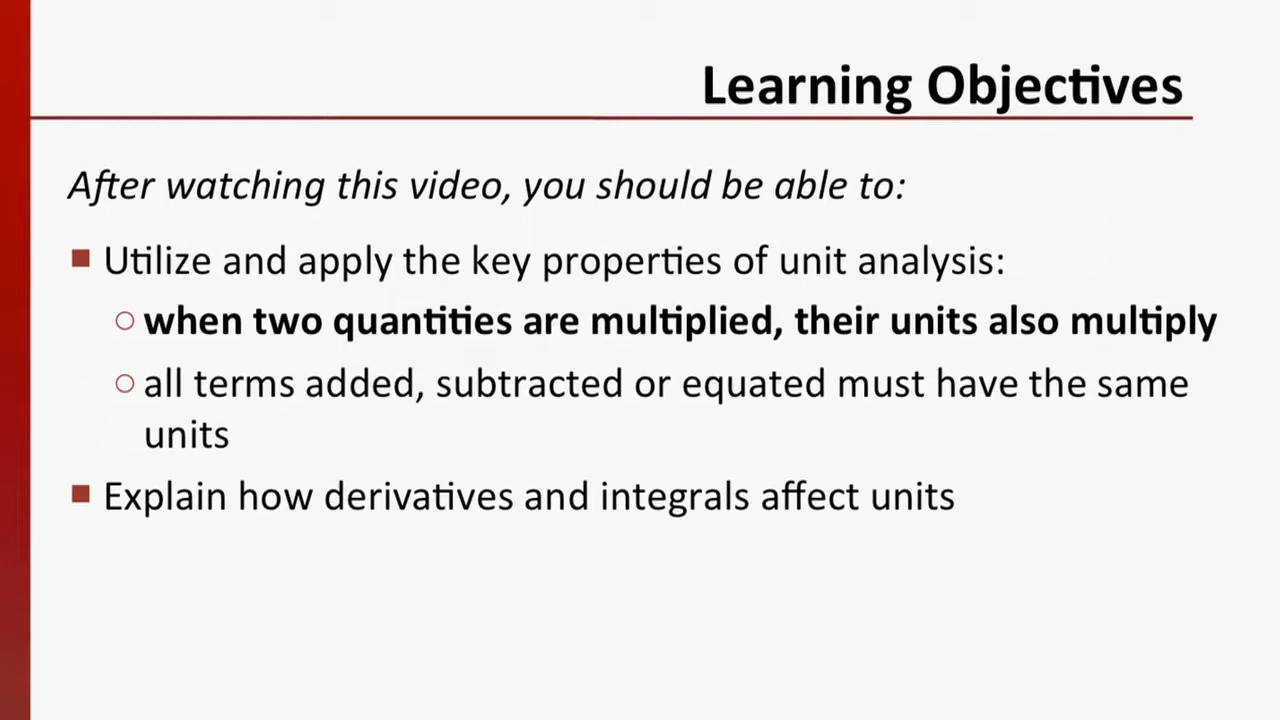 Learning Objectives
After watching this video, you should be able to:
Utilize and apply the key properties of unit analysis:
when two quantities are multiplied, their units also multiply
all terms added, subtracted or equated must have the same
units
Explain how derivatives and integrals affect units